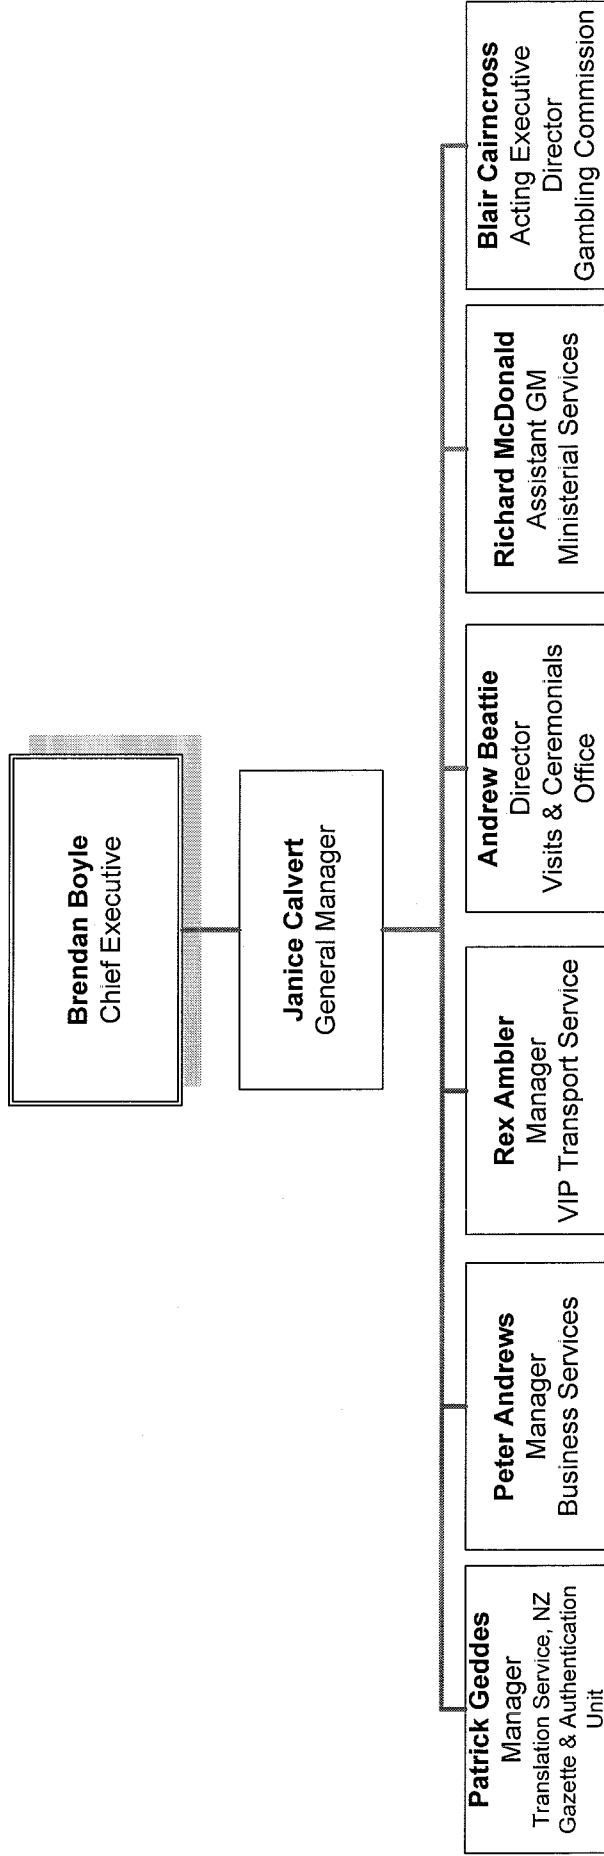 Brendan Boyle
Chief Executive
Janice Calvert
General Manager
Patrick Geddes
Manager
Translation Service, NZ
Gazette & Authentication
Unit
Peter Andrews
Manager
Business Services
Rex Ambler
Manager
VIP Transport Service
Andrew Beattie
Director
Visits & Ceremonials
Office
Richard McDonald
Assistant GM
Ministerial Services
Blair Cairncross
Acting Executive
Director
Gambling Commission